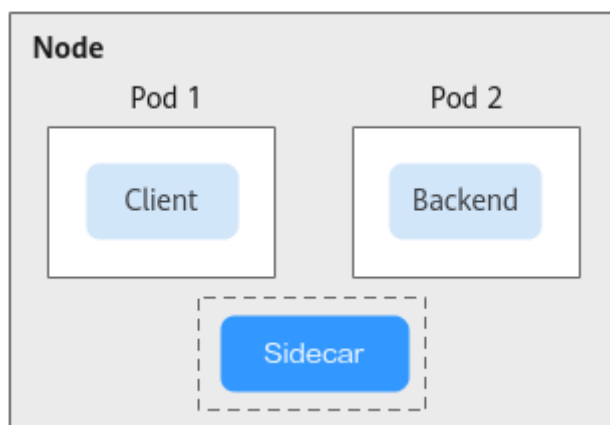 Node
Pod 1
Pod 2
Client
Backend
Sidecar